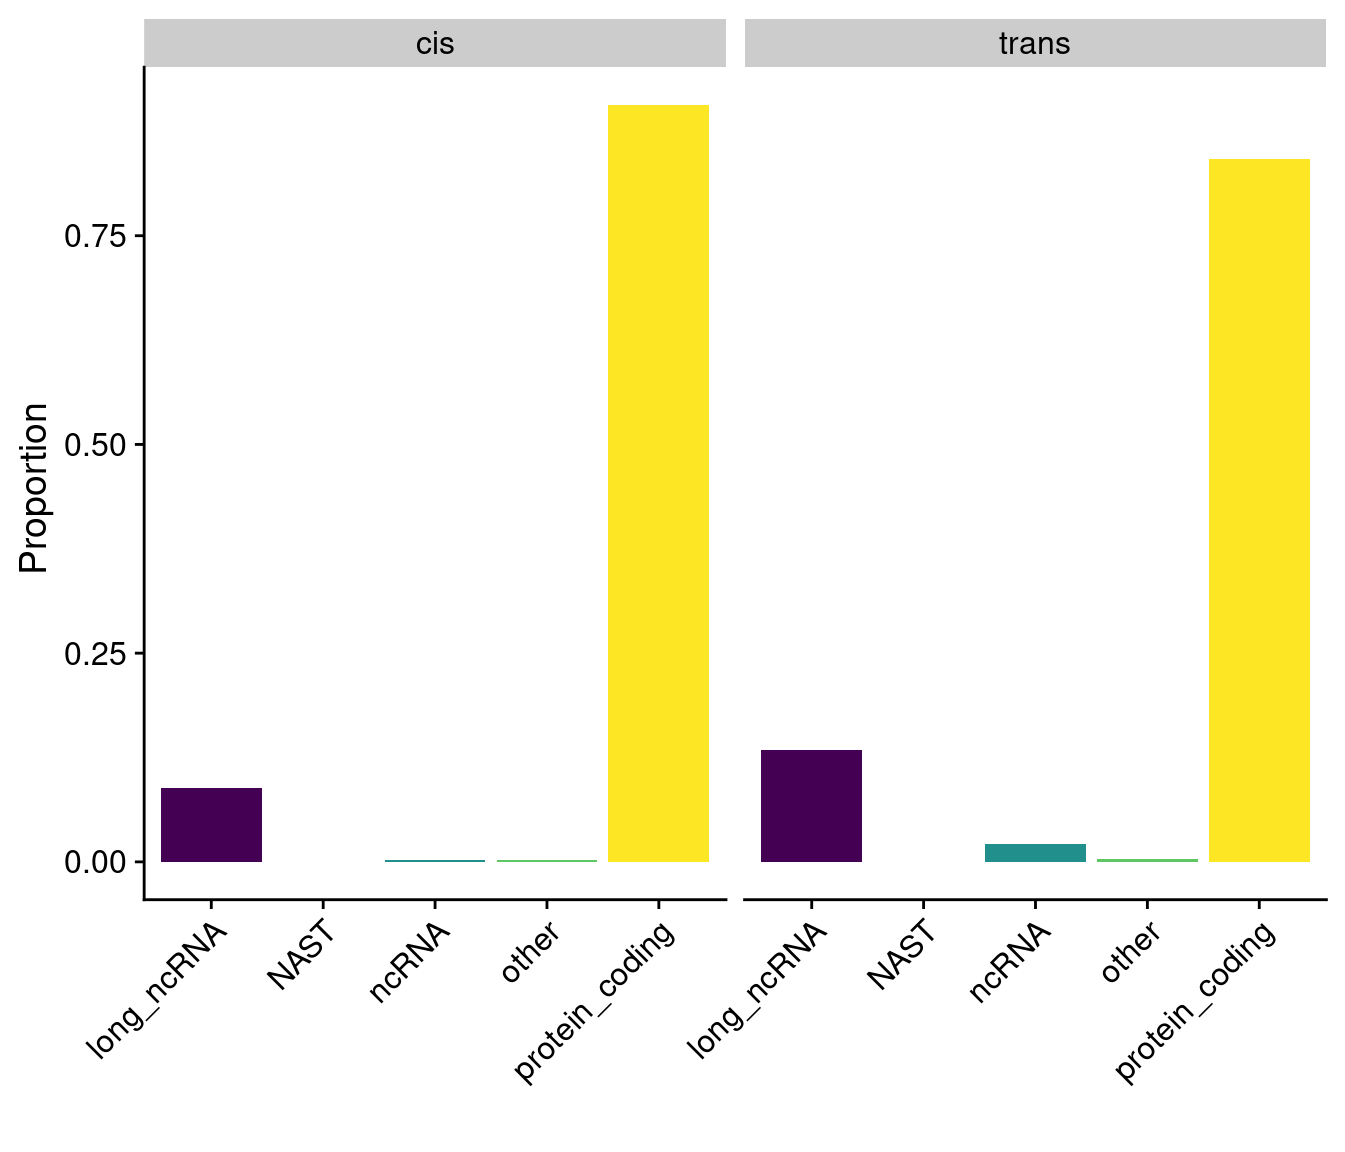 cis
trans
Proportion
0.75
0.50
0.25
0.00
long_ncRNA
NAST
ncRNA
other
protein_coding
long_ncRNA
NAST
ncRNA
other
protein_coding